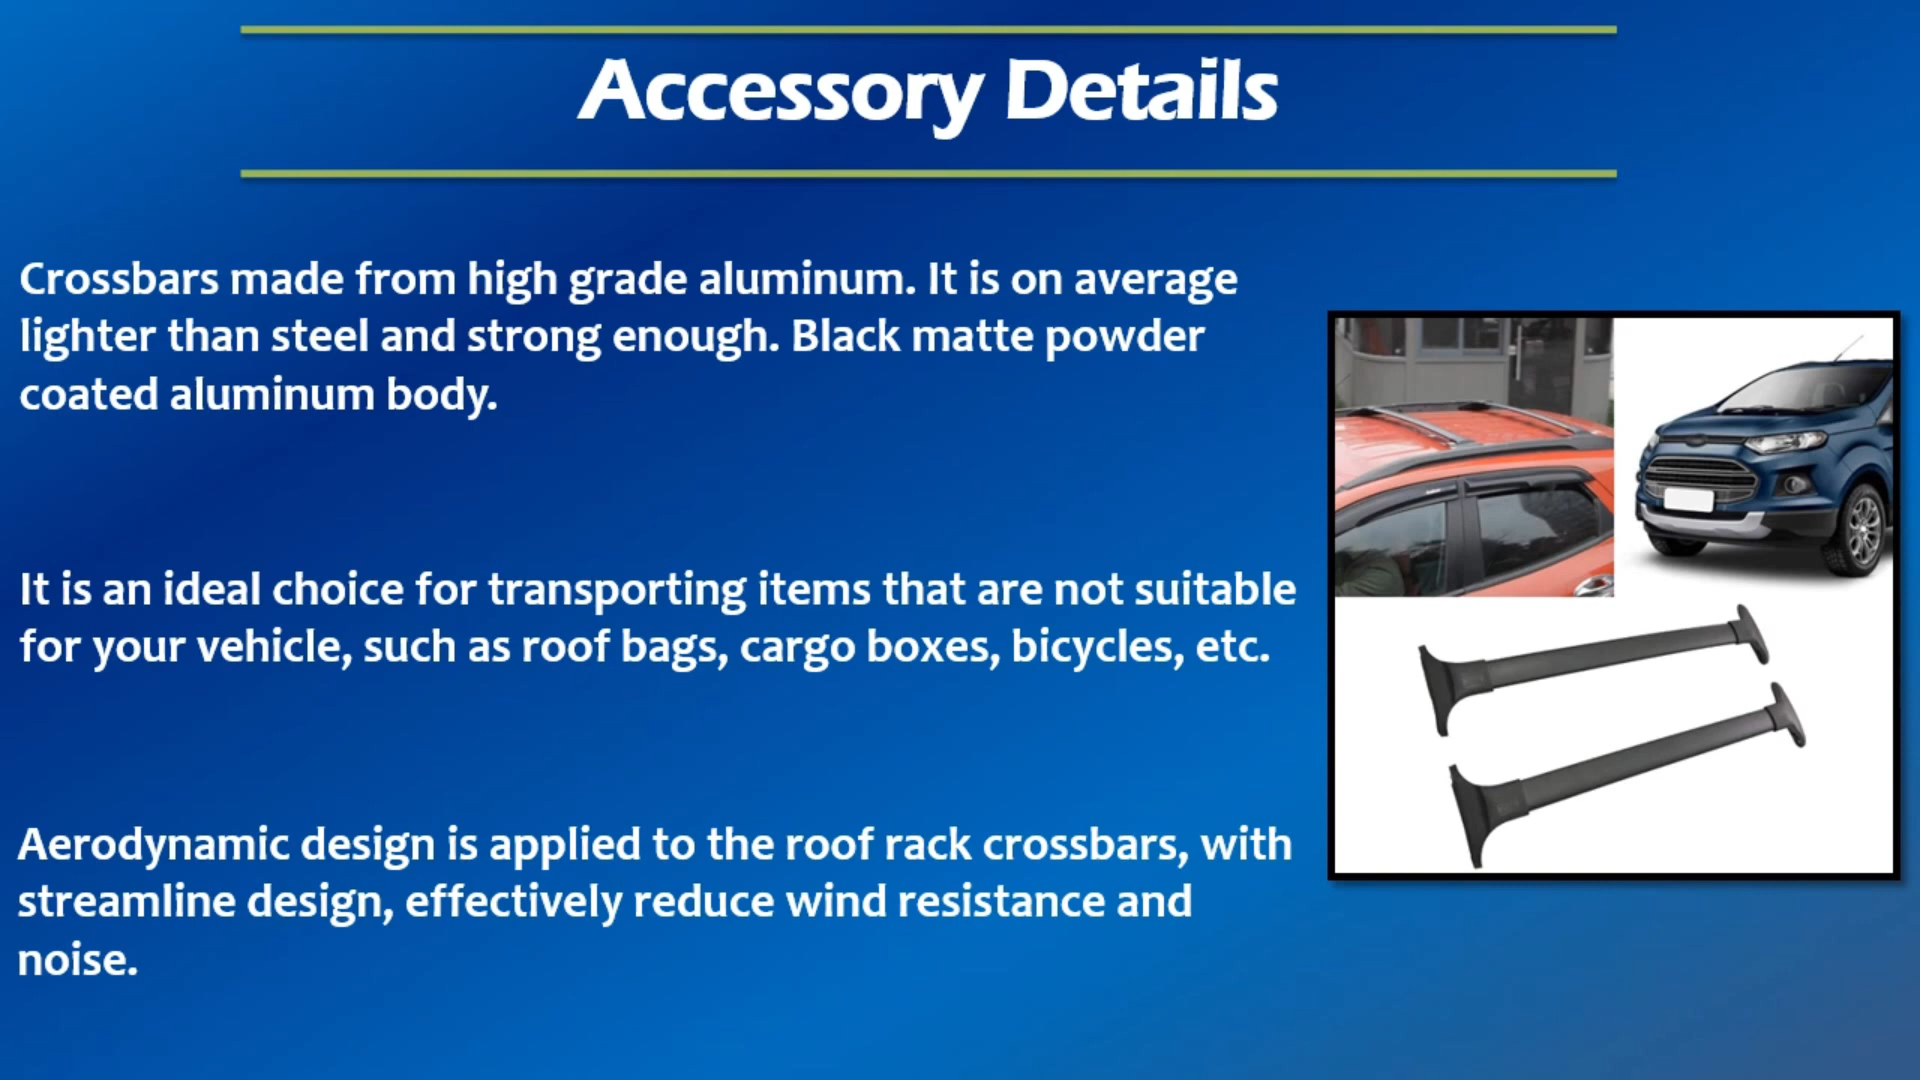 Accessory Details
Crossbars made from high grade aluminum. It is on average
lighter than steel and strong enough. Black matte powder
coated aluminum body.
It is an ideal choice for transporting items that are not suitable
for your vehicle, such as roof bags, cargo boxes, bicycles, etc.
Aerodynamic design is applied to the roof rack crossbars, with
streamline design, effectively reduce wind resistance and
noise.